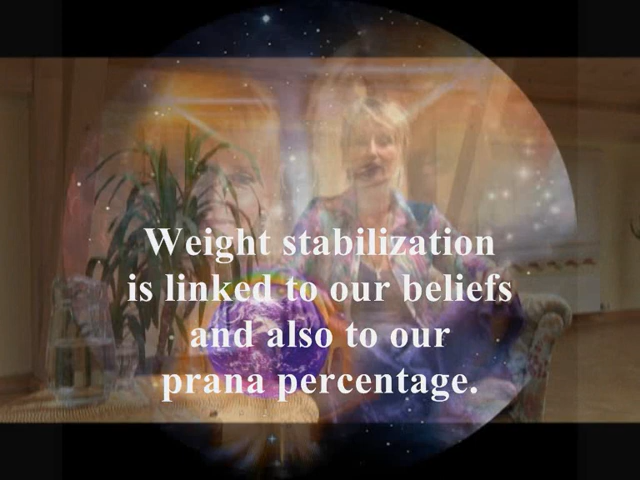 Weight stabilization
is linked to our beliefs
and also to our
prana percentage.